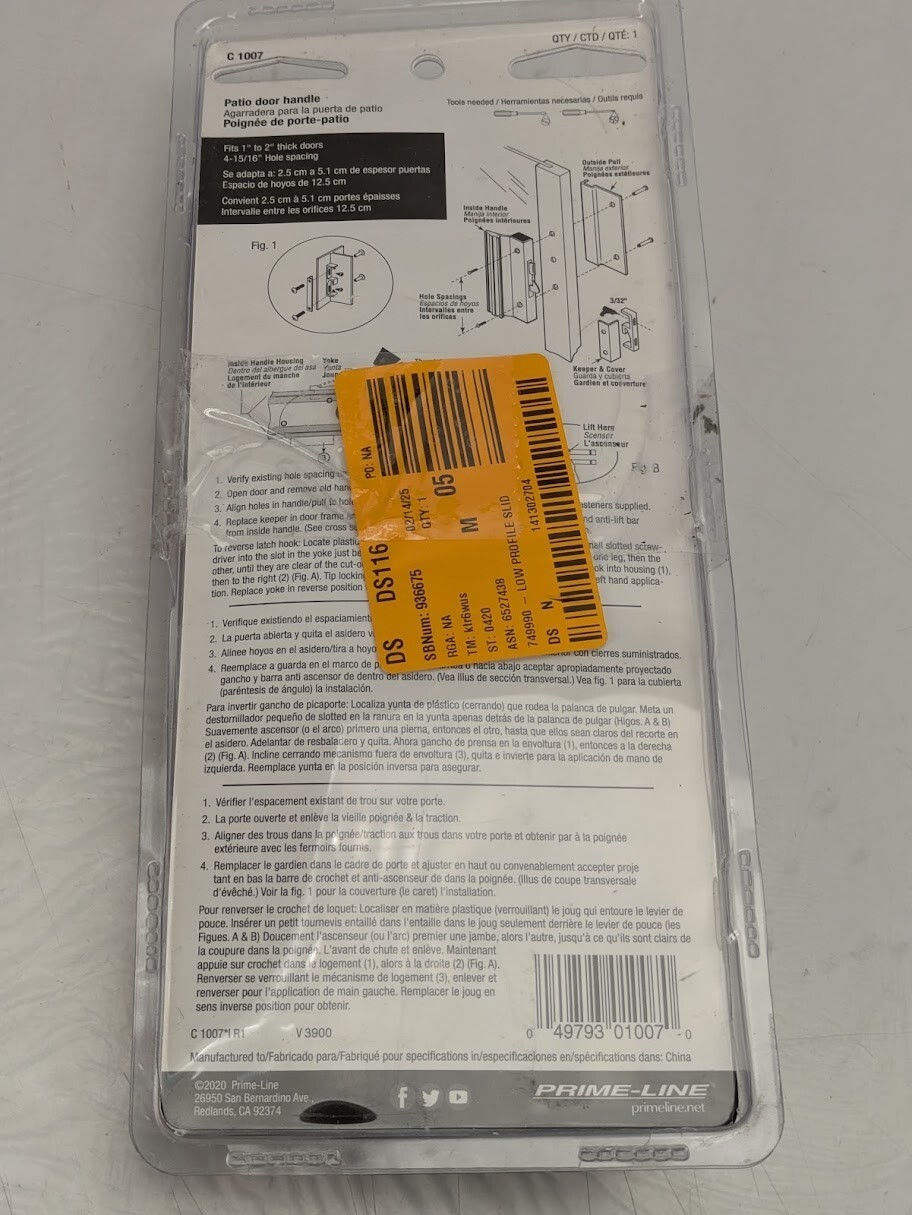 C 1007
QTY / CTD / QTÉ: 1
Patio door handle
Agarradera para la puerta de patio
Poignée de porte-patio
Tools needed / Herramientas necesarias / Outils requis
Fits 1" to 2" thick doors
4-15/16" Hole spacing
Se adapta a: 2.5 cm a 5.1 cm de espesor puertas
Espacio de hoyos de 12.5 cm
Convient 2.5 cm à 5.1 cm portes épaisses
Intervalle entre les orifices 12.5 cm
Outside Pull
Manija exterior
Poignées extérieures
Inside Handle
Manija interior
Poignées intérieures
Fig. 1
Hole Spacings
Espacios de hoyos
Intervalles entre
les orifices
3/32"
Keeper & Cover
Guarda y cubierta
Gardien et couverture
Inside Handle Housing
Dentro del albergue del asa
Logement du manche
de l'intérieur
Yoke
Yunta
Lift Here
Scenser
L'ascenseur
Fig. B
1. Verify existing hole spacing
2. Open door and remove old
3. Align holes in handle/pull to
steners supplied.
4. Replace keeper in door frame
nd anti-lift bar
from inside handle. (See cross
To reverse latch hook: Locate
slotted screw-
driver into the slot in the yoke just
one leg, then the
other, until they are clear of the
into housing (1),
then to the right (2) (Fig. A). Tip
left hand applica-
tion. Replace yoke in reverse position
1. Verifique existiendo el espaciamient
2. La puerta abierta y quita el asidero
3. Alinee hoyos en el asidero/tira a
con cierres suministrados.
4. Reemplace a guarda en el marco de
o hacia abajo aceptar apropiadamente proyectado
gancho y barra anti ascensor de dentro del asidero. (Vea illus de sección transversal.) Vea fig. 1 para la cubierta
(paréntesis de ángulo) la instalación.
Para invertir gancho de picaporte: Localiza yunta de plástico (cerrando) que rodea la palanca de pulgar. Meta un
destornillador pequeño de slotted en la ranura en la yunta apenas detrás de la palanca de pulgar (Higos. A & B)
Suavemente ascensor (o el arco) primero una pierna, entonces el otro, hasta que ellos sean claros del recorte en
el asidero. Adelantar de resbaladero y quita. Ahora gancho de prensa en la envoltura (1), entonces a la derecha
(2) (Fig. A). Incline cerrando mecanismo fuera de envoltura (3), quita e invierte para la aplicación de mano de
izquierda. Reemplace yunta en la posición inversa para asegurar.
1. Vérifier l'espacement existant de trou sur votre porte.
2. La porte ouverte et enlève la vieille poignée & la traction.
3. Aligner des trous dans la poignée/traction aux trous dans votre porte et obtenir par à la poignée
extérieure avec les fermoirs fournis.
4. Remplacer le gardien dans le cadre de porte et ajuster en haut ou convenablement accepter proje
tant en bas la barre de crochet et anti-ascenseur de dans la poignée. (Illus de coupe transversale
d'évêché.) Voir la fig. 1 pour la couverture (le caret) l'installation.
Pour renverser le crochet de loquet: Localiser en matière plastique (verrouillant) le joug qui entoure le levier de
pouce. Insérer un petit tournevis entaillé dans l'entaille dans le joug seulement derrière le levier de pouce (les
Figues. A & B) Doucement l'ascenseur (ou l'arc) premier une jambe, alors l'autre, jusqu'à ce qu'ils sont clairs de
la coupure dans la poignée. L'avant de chute et enlève. Maintenant
appuie sur crochet dans le logement (1), alors à la droite (2) (Fig. A).
Renverser se verrouillant le mécanisme de logement (3), enlever et
renverser pour l'application de main gauche. Remplacer le joug en
sens inverse position pour obtenir.
C 1007*I R1
V 3900
0 49793 01007 0
Manufactured to/Fabricado para/Fabriqué pour specifications in/especificaciones en/spécifications dans: China
©2020 Prime-Line
26950 San Bernardino Ave.,
Redlands, CA 92374
PRIME-LINE
primeline.net
DS DS116 02/14/25 PO: NA
SBNum: 936675 QTY: 1 05
RGA: NA
TM: ktr6wus M
ST: 0420
ASN: 6527438
749990 -- LOW PROFILE SLID
DS N 141302704